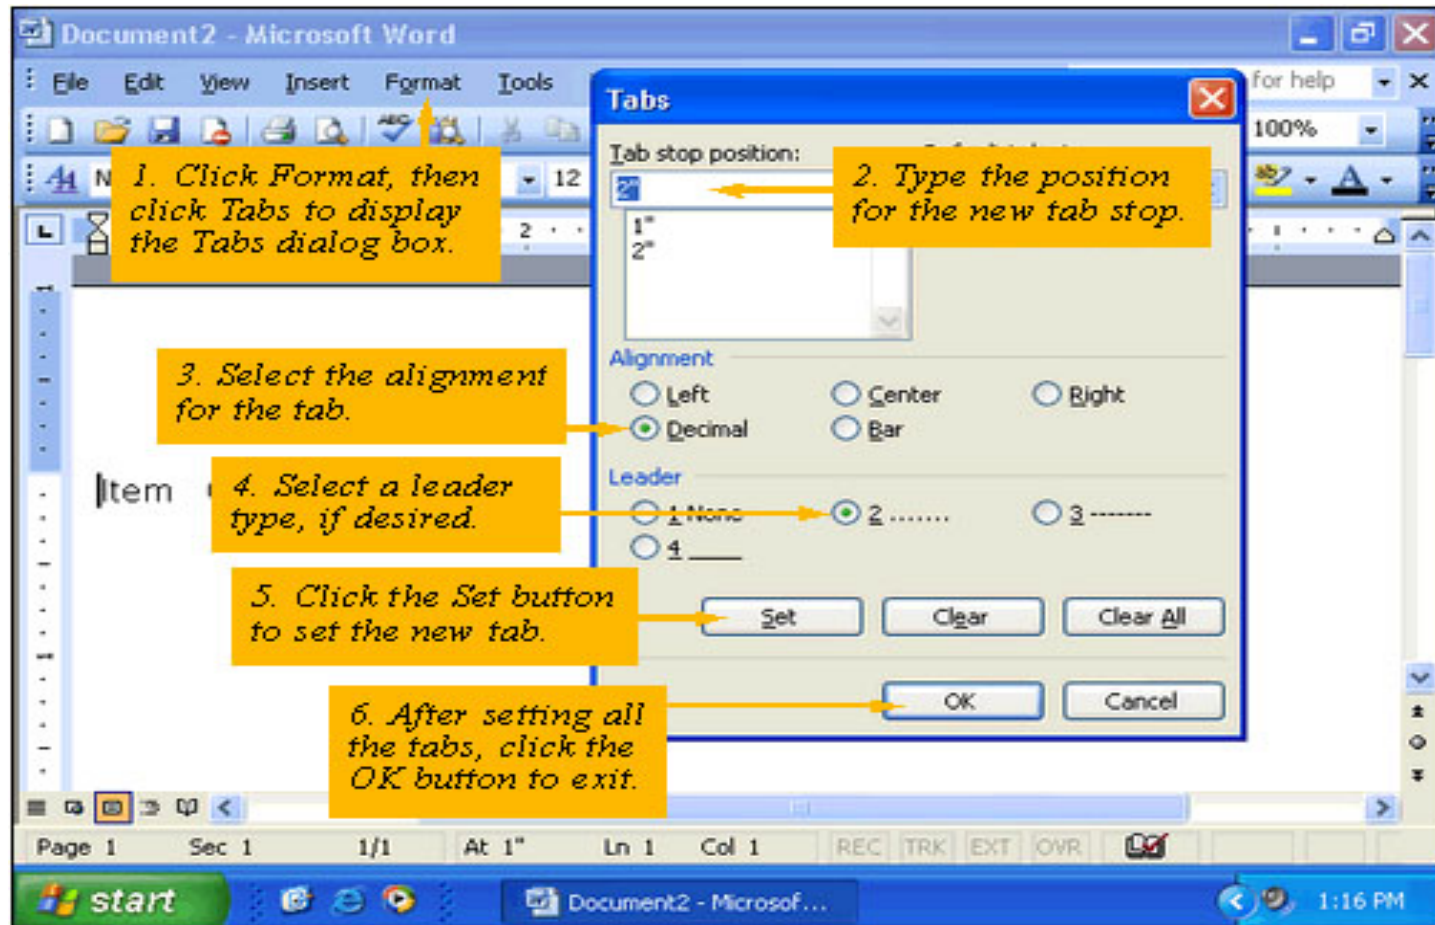 Document2 - Microsoft Word
File Edit View Insert Format Tools for help
100%
12
1. Click Format, then
click Tabs to display
the Tabs dialog box.
Tabs
Tab stop position:
2"
1"
2"
2. Type the position
for the new tab stop.
2
3. Select the alignment
for the tab.
Alignment
Left Center Right
Decimal Bar
Item
4. Select a leader
type, if desired.
Leader
1 None 2 ....... 3 -------
4 ____
5. Click the Set button
to set the new tab.
Set Clear Clear All
6. After setting all
the tabs, click the
OK button to exit.
OK Cancel
Page 1 Sec 1 1/1 At 1" Ln 1 Col 1 REC TRK EXT OVR
start Document2 - Microsof... 1:16 PM